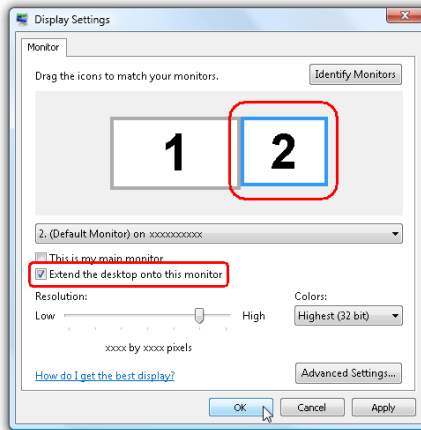 Display Settings
Monitor
Drag the icons to match your monitors.
Identify Monitors
1
2
2. (Default Monitor) on xxxxxxxxxx
This is my main monitor
Extend the desktop onto this monitor
Resolution:
Colors:
Low
High
Highest (32 bit)
xxxx by xxxx pixels
How do I get the best display?
Advanced Settings...
OK
Cancel
Apply